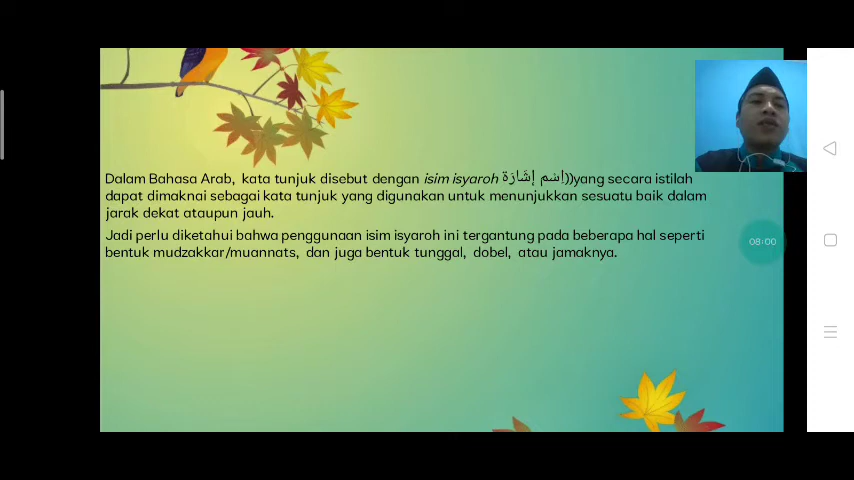 Dalam Bahasa Arab, kata tunjuk disebut dengan isim isyaroh اِسْم إِشَارَة))yang secara istilah
dapat dimaknai sebagai kata tunjuk yang digunakan untuk menunjukkan sesuatu baik dalam
jarak dekat ataupun jauh.
Jadi perlu diketahui bahwa penggunaan isim isyaroh ini tergantung pada beberapa hal seperti
bentuk mudzakkar/muannats, dan juga bentuk tunggal, dobel, atau jamaknya.
08:00